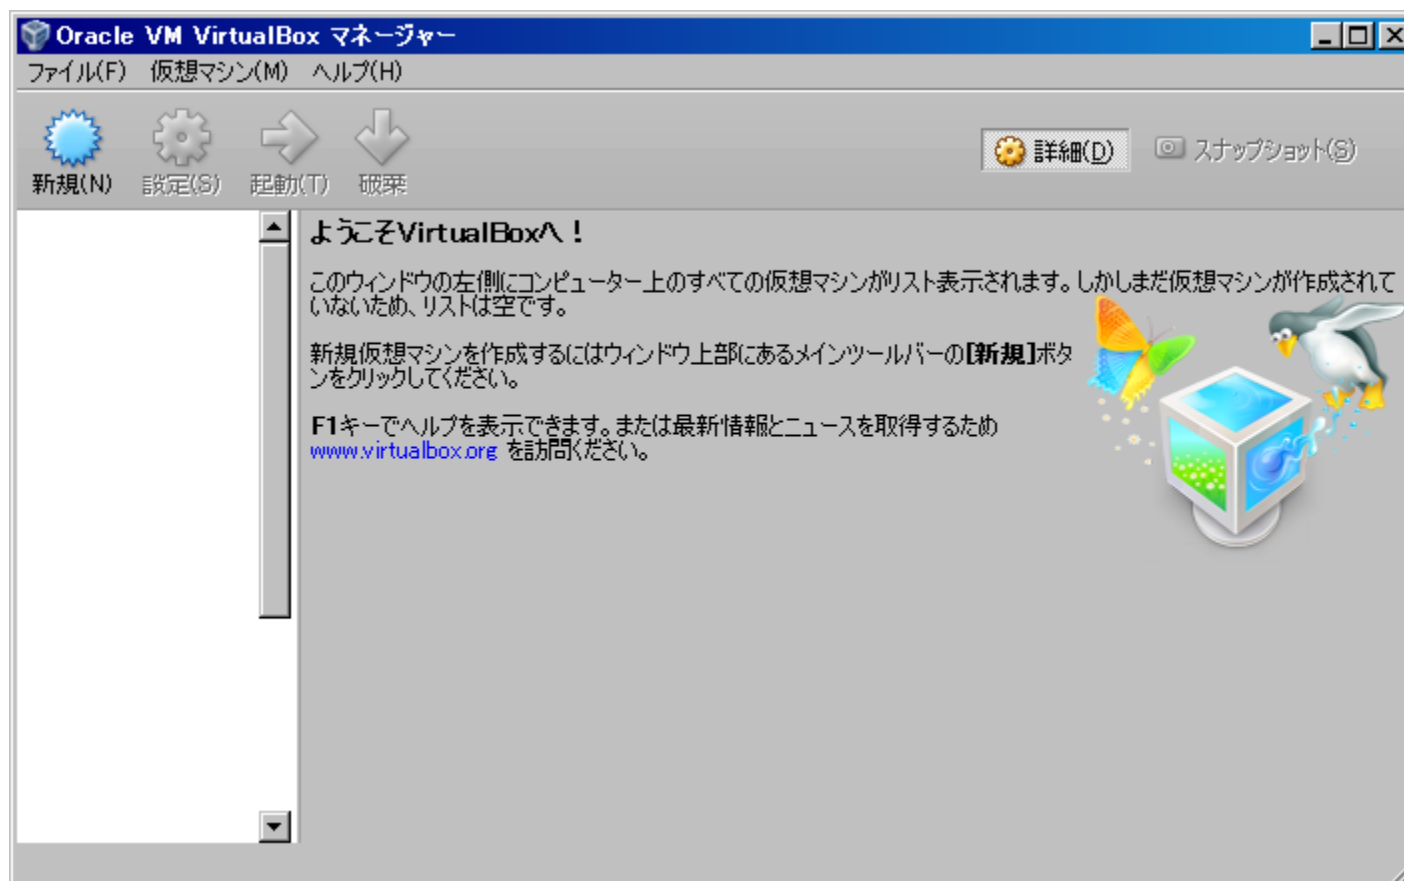 Oracle VM VirtualBox マネージャー
ファイル(F) 仮想マシン(M) ヘルプ(H)
新規(N) 設定(S) 起動(T) 破棄 詳細(D) スナップショット(S)
ようこそVirtualBoxへ！
このウィンドウの左側にコンピューター上のすべての仮想マシンがリスト表示されます。しかしまだ仮想マシンが作成されて
いないため、リストは空です。
新規仮想マシンを作成するにはウィンドウ上部にあるメインツールバーの[新規]ボタ
ンをクリックしてください。
F1キーでヘルプを表示できます。または最新情報とニュースを取得するため
www.virtualbox.org を訪問ください。